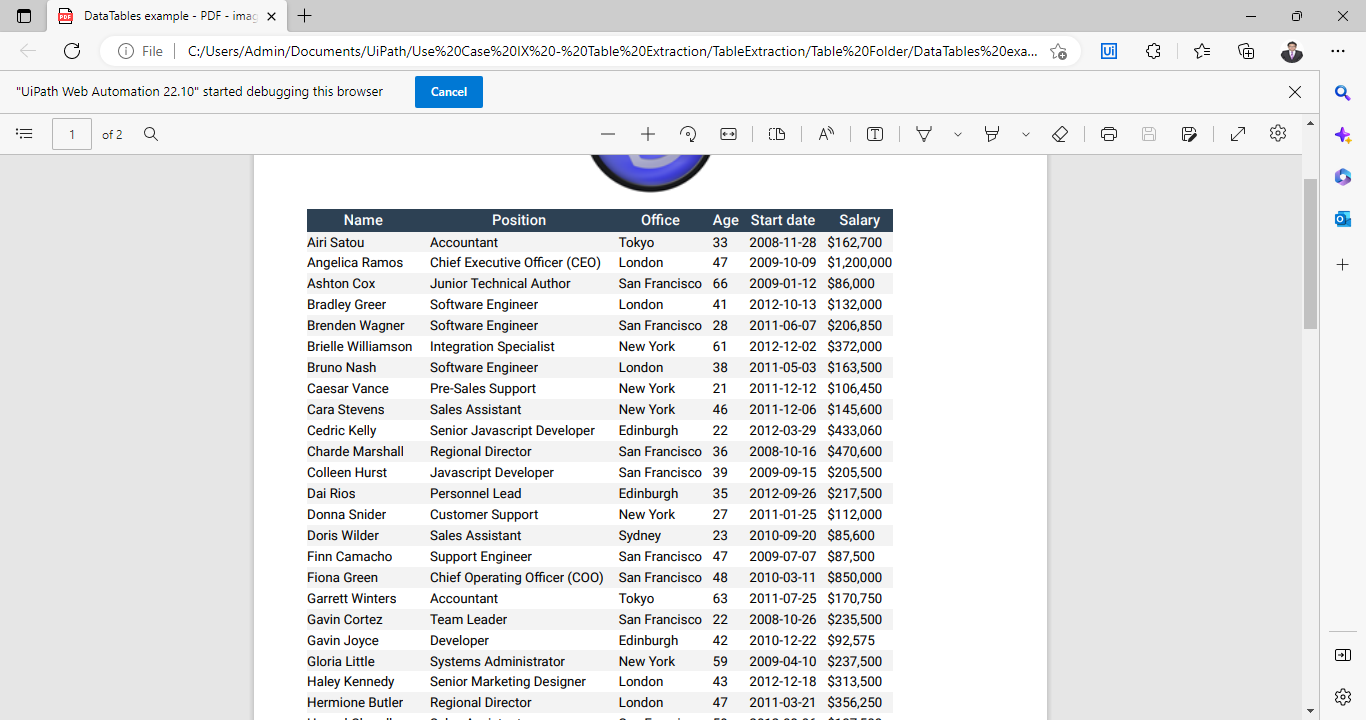 DataTables example - PDF - imag
File C:/Users/Admin/Documents/UiPath/Use%20Case%20IX%20-%20Table%20Extraction/TableExtraction/Table%20Folder/DataTables%20exa...
"UiPath Web Automation 22.10" started debugging this browser Cancel
1 of 2
Name Position Office Age Start date Salary
Airi Satou Accountant Tokyo 33 2008-11-28 $162,700
Angelica Ramos Chief Executive Officer (CEO) London 47 2009-10-09 $1,200,000
Ashton Cox Junior Technical Author San Francisco 66 2009-01-12 $86,000
Bradley Greer Software Engineer London 41 2012-10-13 $132,000
Brenden Wagner Software Engineer San Francisco 28 2011-06-07 $206,850
Brielle Williamson Integration Specialist New York 61 2012-12-02 $372,000
Bruno Nash Software Engineer London 38 2011-05-03 $163,500
Caesar Vance Pre-Sales Support New York 21 2011-12-12 $106,450
Cara Stevens Sales Assistant New York 46 2011-12-06 $145,600
Cedric Kelly Senior Javascript Developer Edinburgh 22 2012-03-29 $433,060
Charde Marshall Regional Director San Francisco 36 2008-10-16 $470,600
Colleen Hurst Javascript Developer San Francisco 39 2009-09-15 $205,500
Dai Rios Personnel Lead Edinburgh 35 2012-09-26 $217,500
Donna Snider Customer Support New York 27 2011-01-25 $112,000
Doris Wilder Sales Assistant Sydney 23 2010-09-20 $85,600
Finn Camacho Support Engineer San Francisco 47 2009-07-07 $87,500
Fiona Green Chief Operating Officer (COO) San Francisco 48 2010-03-11 $850,000
Garrett Winters Accountant Tokyo 63 2011-07-25 $170,750
Gavin Cortez Team Leader San Francisco 22 2008-10-26 $235,500
Gavin Joyce Developer Edinburgh 42 2010-12-22 $92,575
Gloria Little Systems Administrator New York 59 2009-04-10 $237,500
Haley Kennedy Senior Marketing Designer London 43 2012-12-18 $313,500
Hermione Butler Regional Director London 47 2011-03-21 $356,250